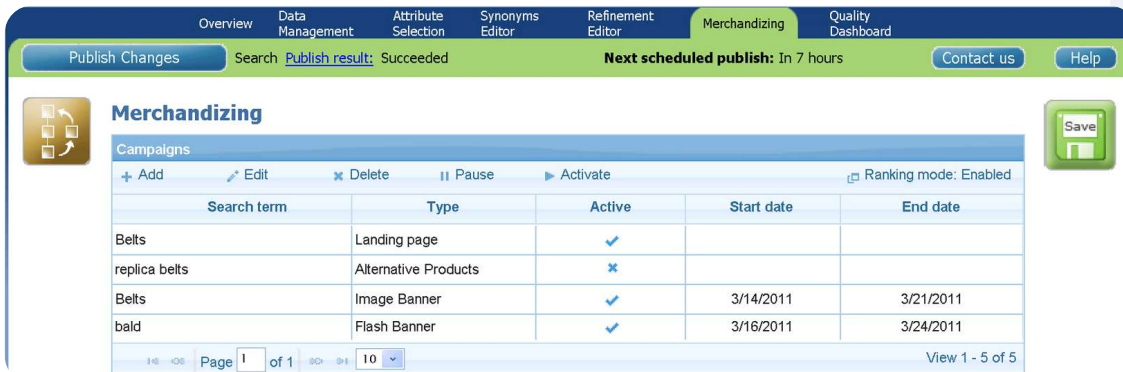 Overview Data Management Attribute Selection Synonyms Editor Refinement Editor Merchandizing Quality Dashboard
Publish Changes Search Publish result: Succeeded Next scheduled publish: In 7 hours Contact us Help
Merchandizing
Save
Campaigns
Add Edit Delete Pause Activate Ranking mode: Enabled
Search term Type Active Start date End date
Belts Landing page
replica belts Alternative Products
Belts Image Banner 3/14/2011 3/21/2011
bald Flash Banner 3/16/2011 3/24/2011
Page 1 of 1 10 View 1 - 5 of 5